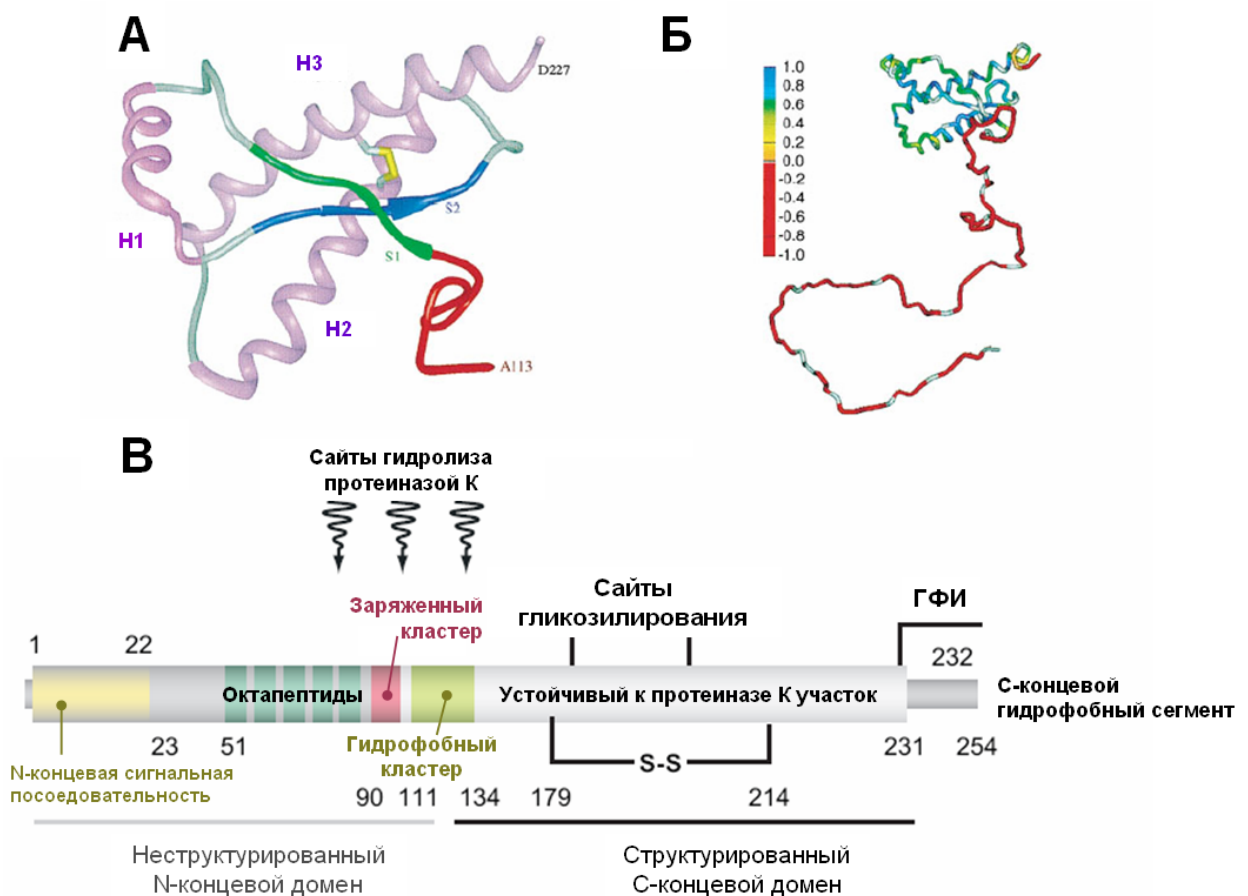 А
H3
D227
H1
S2
S1
H2
A113
Б
1.0
0.8
0.6
0.4
0.2
0.0
-0.2
-0.4
-0.6
-0.8
-1.0
В
Сайты гидролиза
протеиназой К
Заряженный
кластер
Сайты
гликозилирования
ГФИ
1
22
232
Октапептиды
Устойчивый к протеиназе К участок
С-концевой
гидрофобный сегмент
23
51
Гидрофобный
кластер
S-S
231
254
N-концевая сигнальная
посоедовательность
90
111
134
179
214
Неструктурированный
N-концевой домен
Структурированный
С-концевой домен